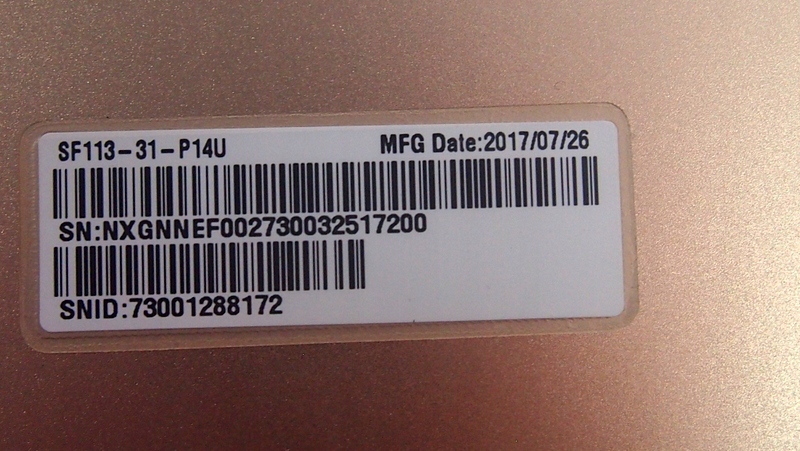 SF113-31-P14U MFG Date:2017/07/26
SN:NXGNNEF002730032517200
SNID:73001288172